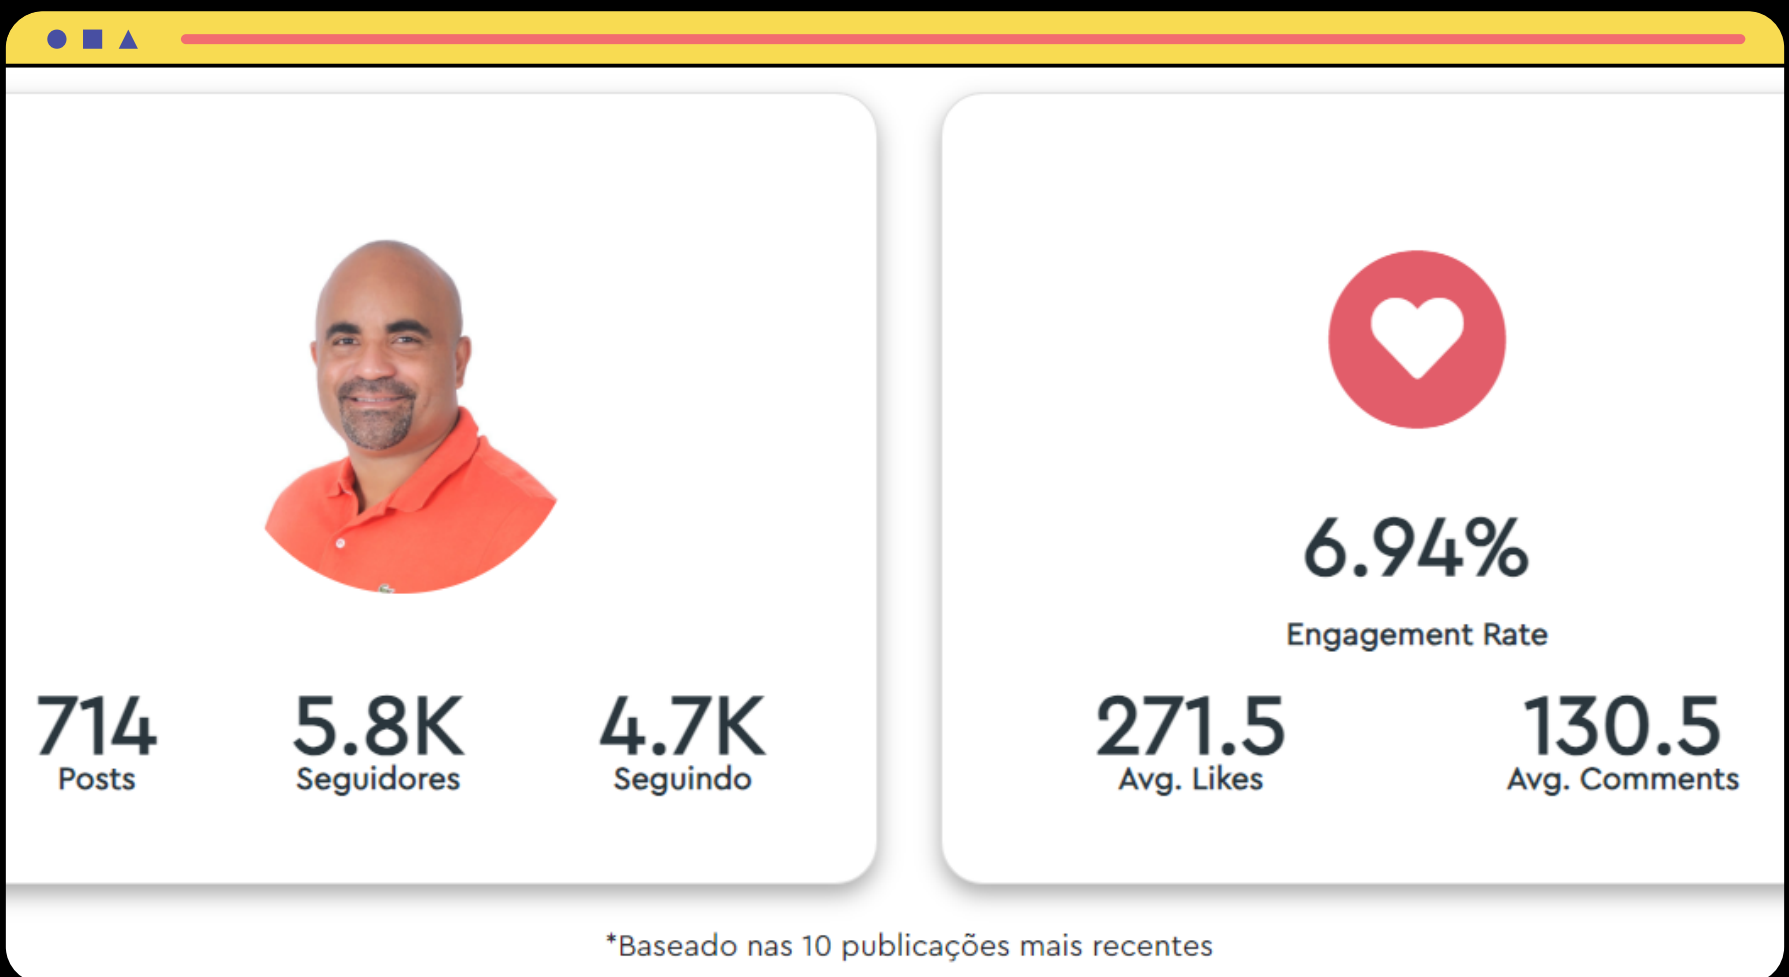 714
Posts
5.8K
Seguidores
4.7K
Seguindo
6.94%
Engagement Rate
271.5
Avg. Likes
130.5
Avg. Comments
*Baseado nas 10 publicações mais recentes